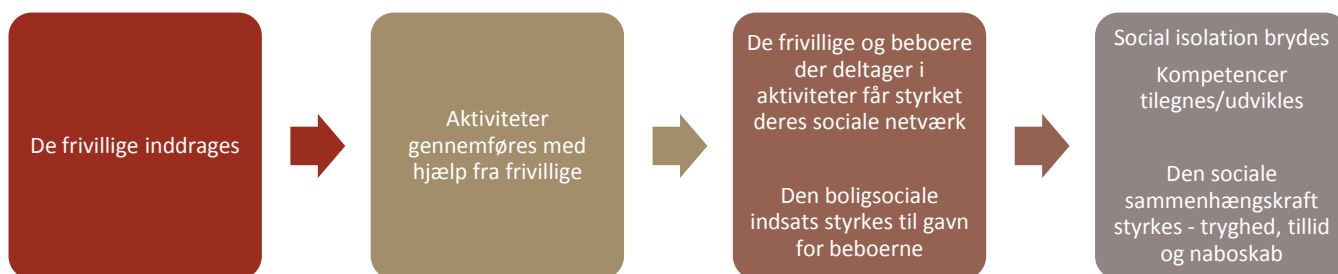 De frivillige inddrages
Aktiviteter
gennemføres med
hjælp fra frivillige
De frivillige og beboere
der deltager i
aktiviteter får styrket
deres sociale netværk
Den boligsociale
indsats styrkes til gavn
for beboerne
Social isolation brydes
Kompetencer
tilegnes/udvikles
Den sociale
sammenhængskraft
styrkes - tryghed, tillid
og naboskab